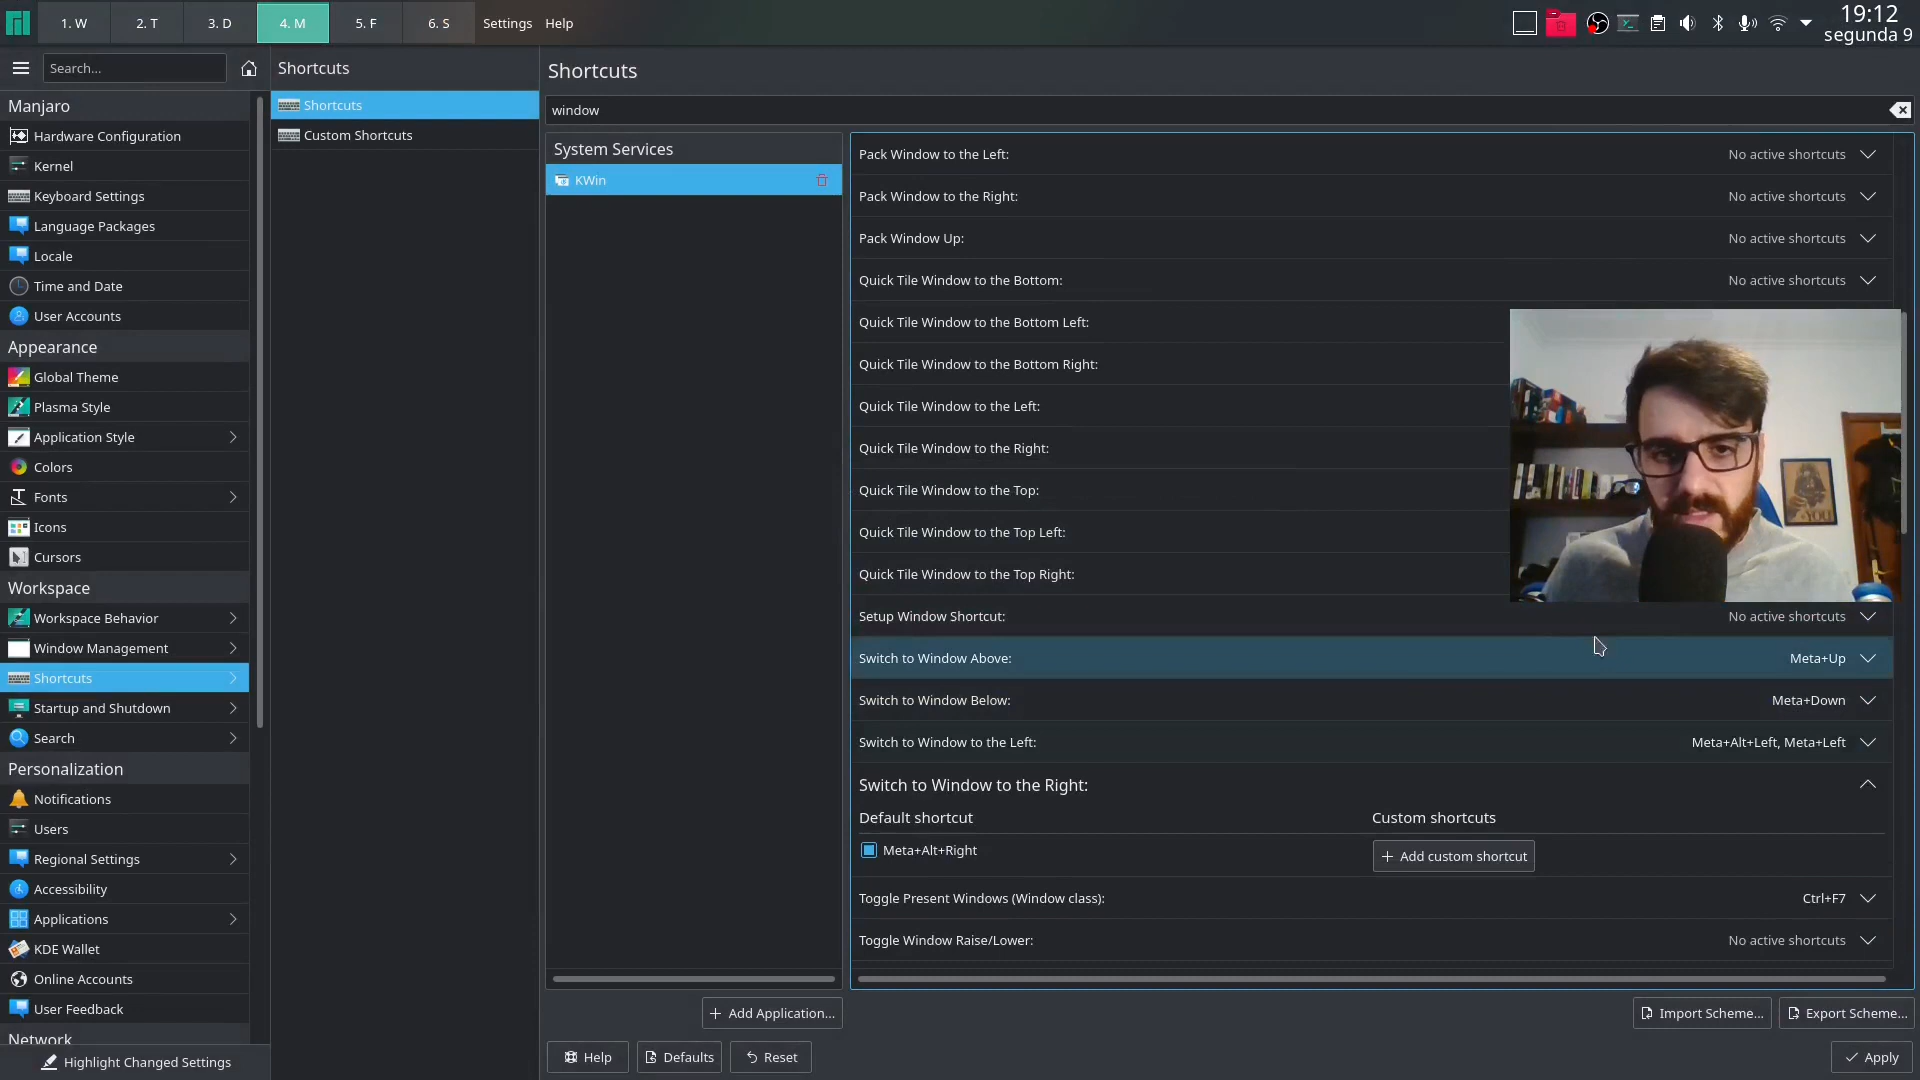 1. W
2. T
3. D
4. M
5. F
6. S
Settings
Help
19:12
segunda 9
Search...
Manjaro
Hardware Configuration
Kernel
Keyboard Settings
Language Packages
Locale
Time and Date
User Accounts
Appearance
Global Theme
Plasma Style
Application Style
Colors
Fonts
Icons
Cursors
Workspace
Workspace Behavior
Window Management
Shortcuts
Startup and Shutdown
Search
Personalization
Notifications
Users
Regional Settings
Accessibility
Applications
KDE Wallet
Online Accounts
User Feedback
Network
Highlight Changed Settings
Shortcuts
Shortcuts
Custom Shortcuts
Shortcuts
window
System Services
KWin
Pack Window to the Left: No active shortcuts
Pack Window to the Right: No active shortcuts
Pack Window Up: No active shortcuts
Quick Tile Window to the Bottom: No active shortcuts
Quick Tile Window to the Bottom Left:
Quick Tile Window to the Bottom Right:
Quick Tile Window to the Left:
Quick Tile Window to the Right:
Quick Tile Window to the Top:
Quick Tile Window to the Top Left:
Quick Tile Window to the Top Right:
YOU
Setup Window Shortcut: No active shortcuts
Switch to Window Above: Meta+Up
Switch to Window Below: Meta+Down
Switch to Window to the Left: Meta+Alt+Left, Meta+Left
Switch to Window to the Right:
Default shortcut
Custom shortcuts
Meta+Alt+Right
Add custom shortcut
Toggle Present Windows (Window class): Ctrl+F7
Toggle Window Raise/Lower: No active shortcuts
Add Application...
Import Scheme...
Export Scheme...
Help
Defaults
Reset
Apply